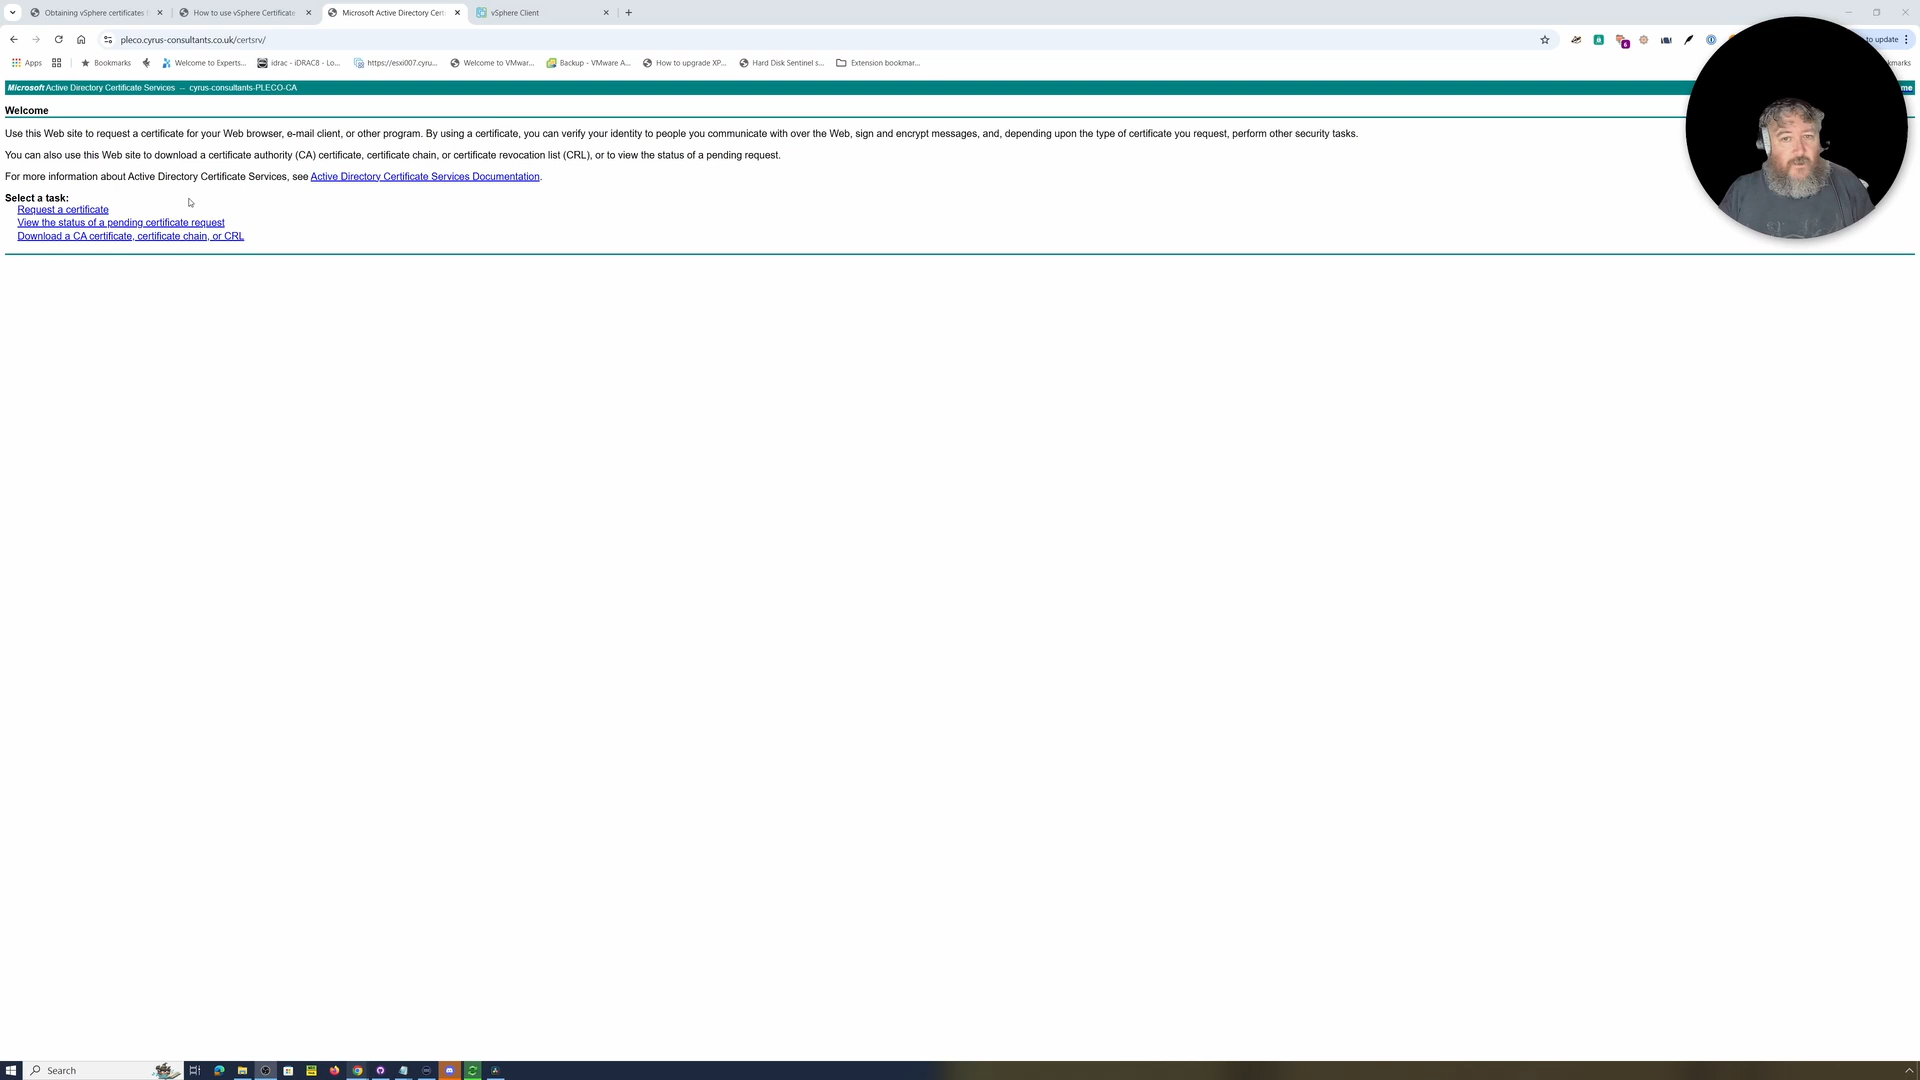 Obtaining vSphere certificates
How to use vSphere Certificate
Microsoft Active Directory Cert
vSphere Client
pleco.cyrus-consultants.co.uk/certsrv/
to update
Apps
Bookmarks
Welcome to Experts...
idrac - iDRAC8 - Lo...
https://esxi007.cyru...
Welcome to VMwar...
Backup - VMware A...
How to upgrade XP...
Hard Disk Sentinel s...
Extension bookmar...
kmarks
Microsoft Active Directory Certificate Services -- cyrus-consultants-PLECO-CA
me
Welcome
Use this Web site to request a certificate for your Web browser, e-mail client, or other program. By using a certificate, you can verify your identity to people you communicate with over the Web, sign and encrypt messages, and, depending upon the type of certificate you request, perform other security tasks.
You can also use this Web site to download a certificate authority (CA) certificate, certificate chain, or certificate revocation list (CRL), or to view the status of a pending request.
For more information about Active Directory Certificate Services, see Active Directory Certificate Services Documentation.
Select a task:
Request a certificate
View the status of a pending certificate request
Download a CA certificate, certificate chain, or CRL
Search